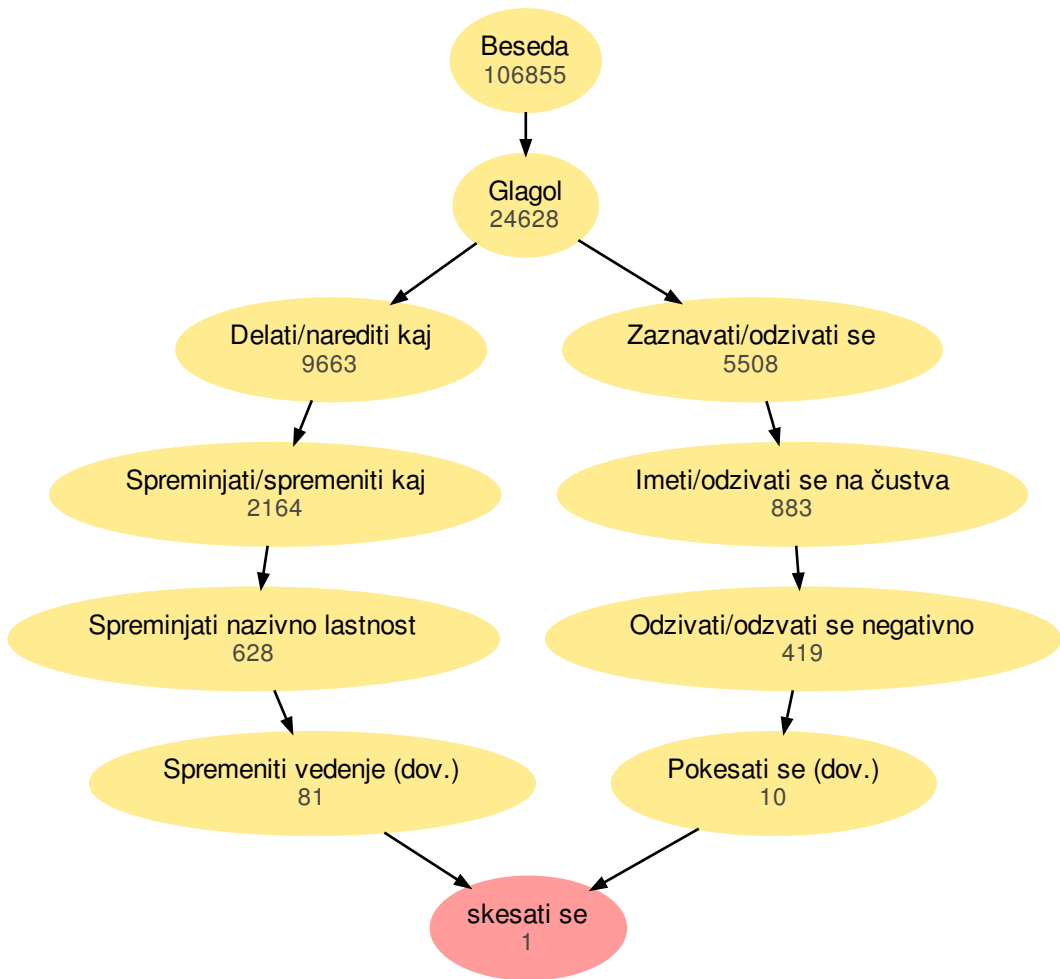 Beseda
106855
Glagol
24628
Delati/narediti kaj
9663
Zaznavati/odzivati se
5508
Spreminjati/spremeniti kaj
2164
Imeti/odzivati se na čustva
883
Spreminjati nazivno lastnost
628
Odzivati/odzvati se negativno
419
Spremeniti vedenje (dov.)
81
Pokesati se (dov.)
10
skesati se
1